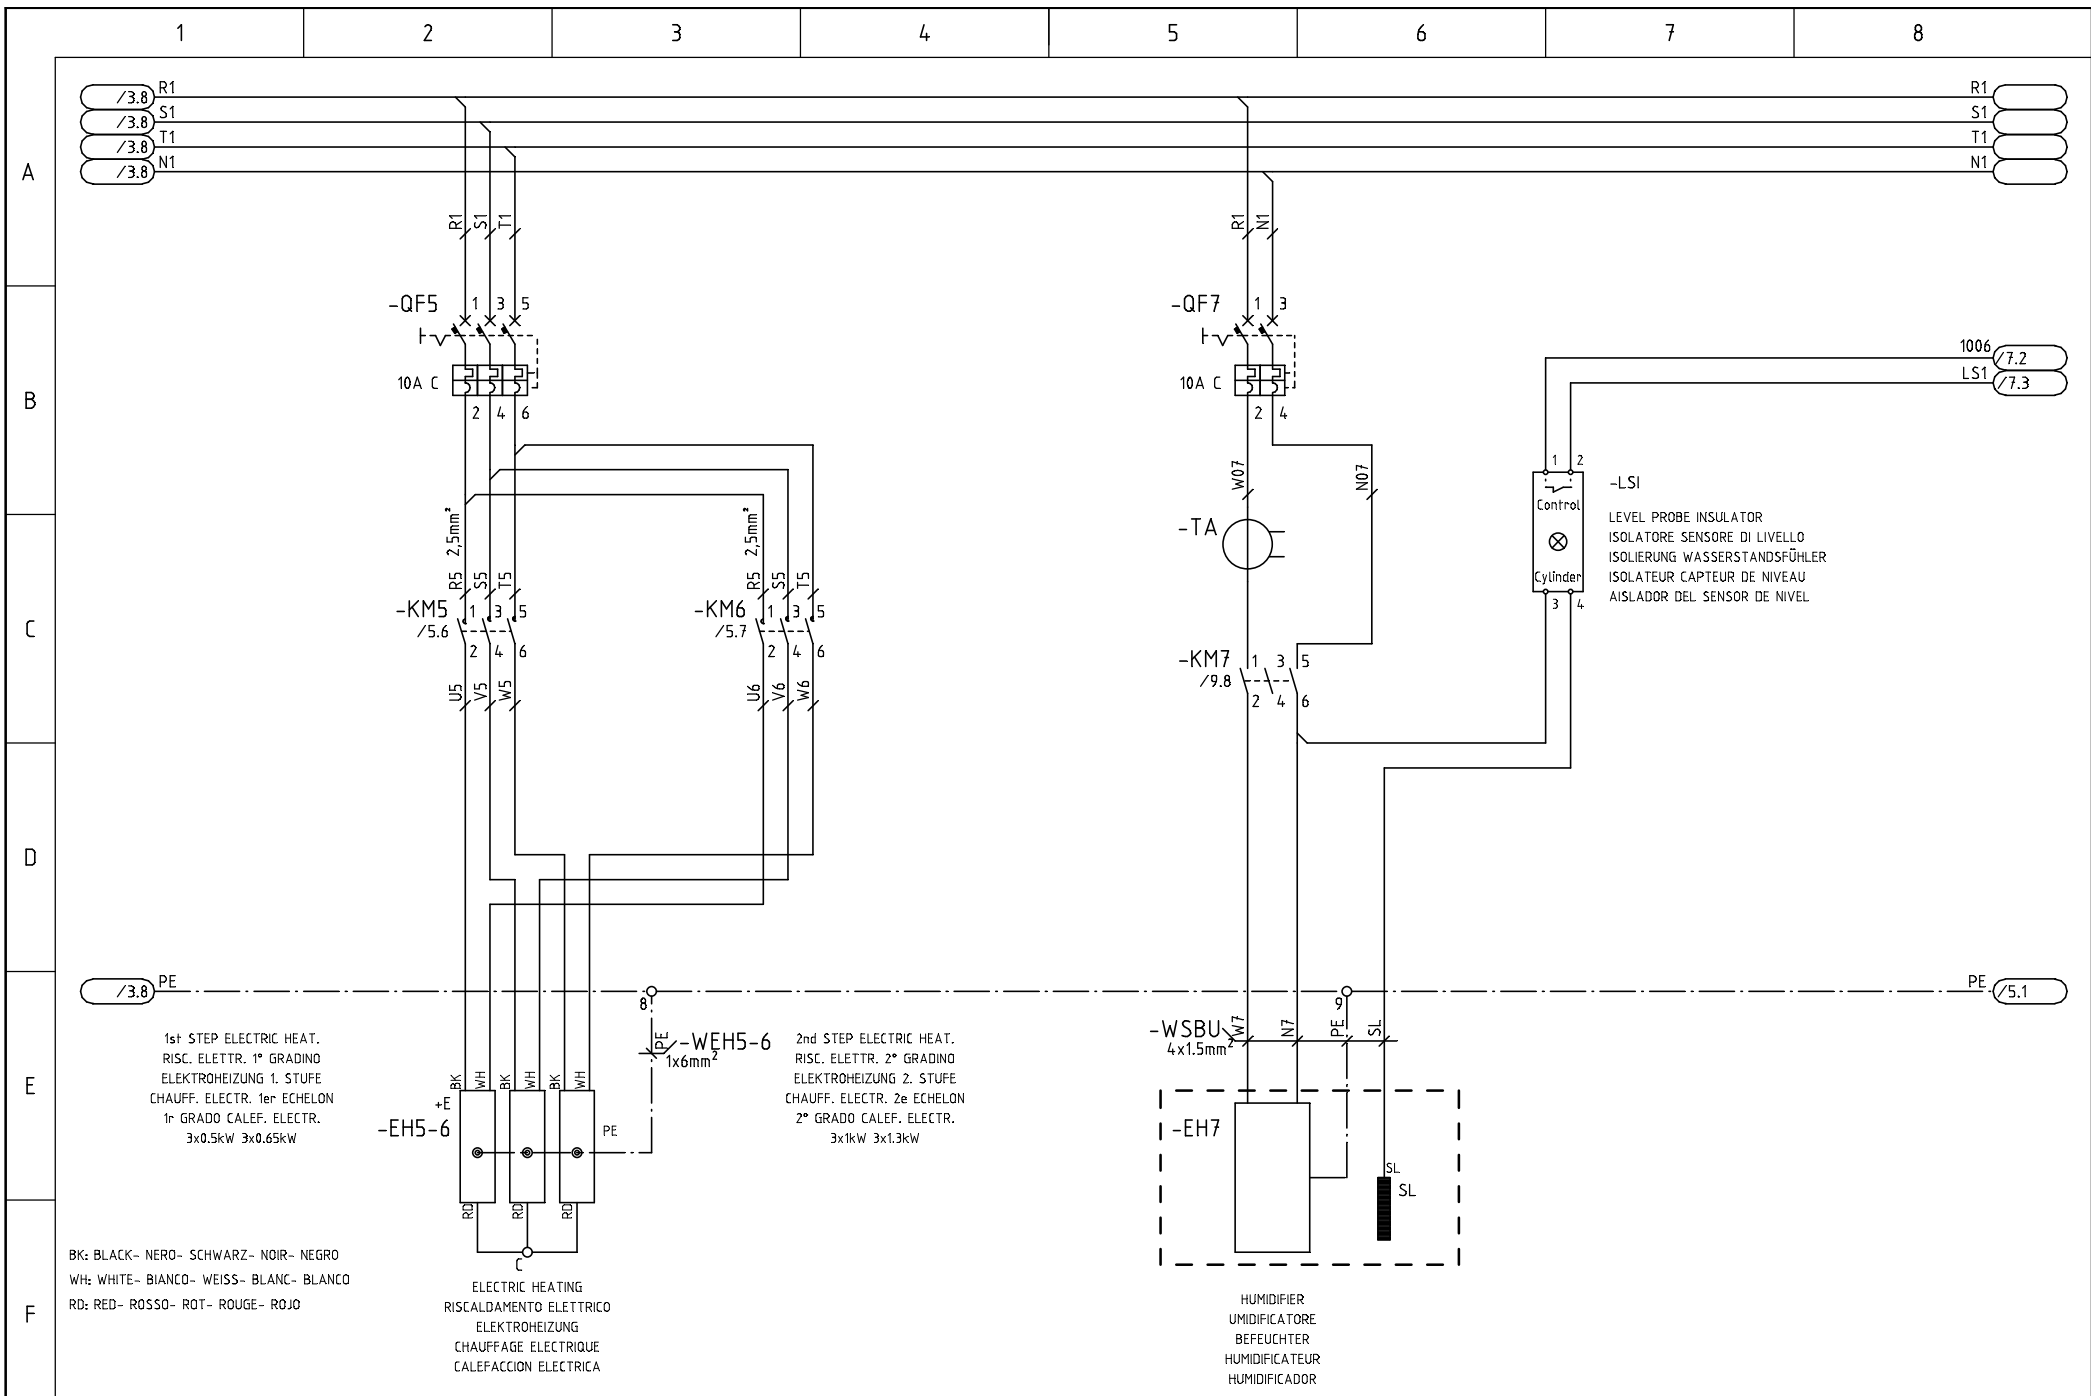 1 2 3 4 5 6 7 8
A
B
C
D
E
F
/3.8 R1
/3.8 S1
/3.8 T1
/3.8 N1
R1
S1
T1
N1
R1 S1 T1
R1 N1
-QF5 1 3 5
10A C
2 4 6
-QF7 1 3
10A C
2 4
1006 /7.2
LS1 /7.3
2,5mm²
2,5mm²
R5 S5 T5
R5 S5 T5
-KM5 1 3 5
/5.6
2 4 6
U5 V5 W5
-KM6 1 3 5
/5.7
2 4 6
U6 V6 W6
W07
N07
-TA
-KM7 1 3 5
/9.8
2 4 6
1 2
Control
Cylinder
3 4
-LSI
LEVEL PROBE INSULATOR
ISOLATORE SENSORE DI LIVELLO
ISOLIERUNG WASSERSTANDSFÜHLER
ISOLATEUR CAPTEUR DE NIVEAU
AISLADOR DEL SENSOR DE NIVEL
/3.8 PE
8
9
PE /5.1
1st STEP ELECTRIC HEAT.
RISC. ELETTR. 1° GRADINO
ELEKTROHEIZUNG 1. STUFE
CHAUFF. ELECTR. 1er ECHELON
1r GRADO CALEF. ELECTR.
3x0.5kW 3x0.65kW
PE
-WEH5-6
1x6mm²
2nd STEP ELECTRIC HEAT.
RISC. ELETTR. 2° GRADINO
ELEKTROHEIZUNG 2. STUFE
CHAUFF. ELECTR. 2e ECHELON
2° GRADO CALEF. ELECTR.
3x1kW 3x1.3kW
BK WH BK WH BK WH
+E
-EH5-6
PE
RD RD RD
C
ELECTRIC HEATING
RISCALDAMENTO ELETTRICO
ELEKTROHEIZUNG
CHAUFFAGE ELECTRIQUE
CALEFACCION ELECTRICA
-WSBU
4x1.5mm²
W7 N7 PE SL
-EH7
SL
SL
HUMIDIFIER
UMIDIFICATORE
BEFEUCHTER
HUMIDIFICATEUR
HUMIDIFICADOR
BK: BLACK- NERO- SCHWARZ- NOIR- NEGRO
WH: WHITE- BIANCO- WEISS- BLANC- BLANCO
RD: RED- ROSSO- ROT- ROUGE- ROJO